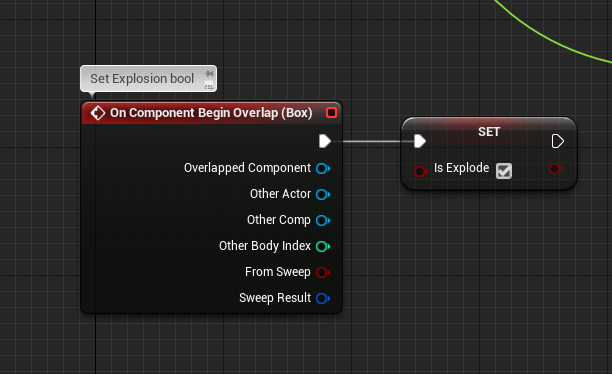 Set Explosion bool
On Component Begin Overlap (Box)
SET
Overlapped Component
Is Explode
Other Actor
Other Comp
Other Body Index
From Sweep
Sweep Result